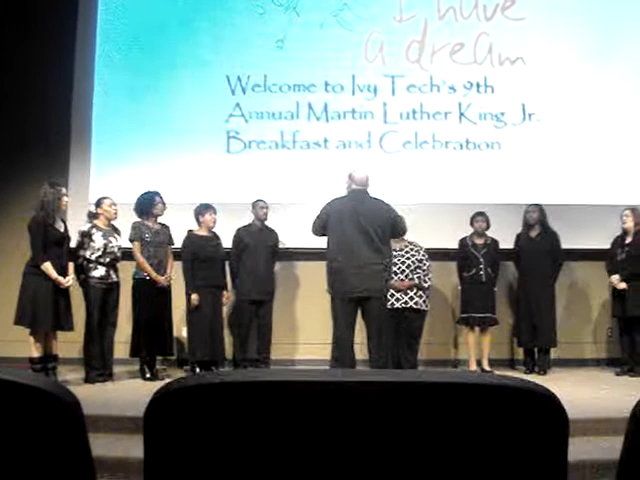 I have
a dream
Welcome to Ivy Tech's 9th
Annual Martin Luther King Jr.
Breakfast and Celebration